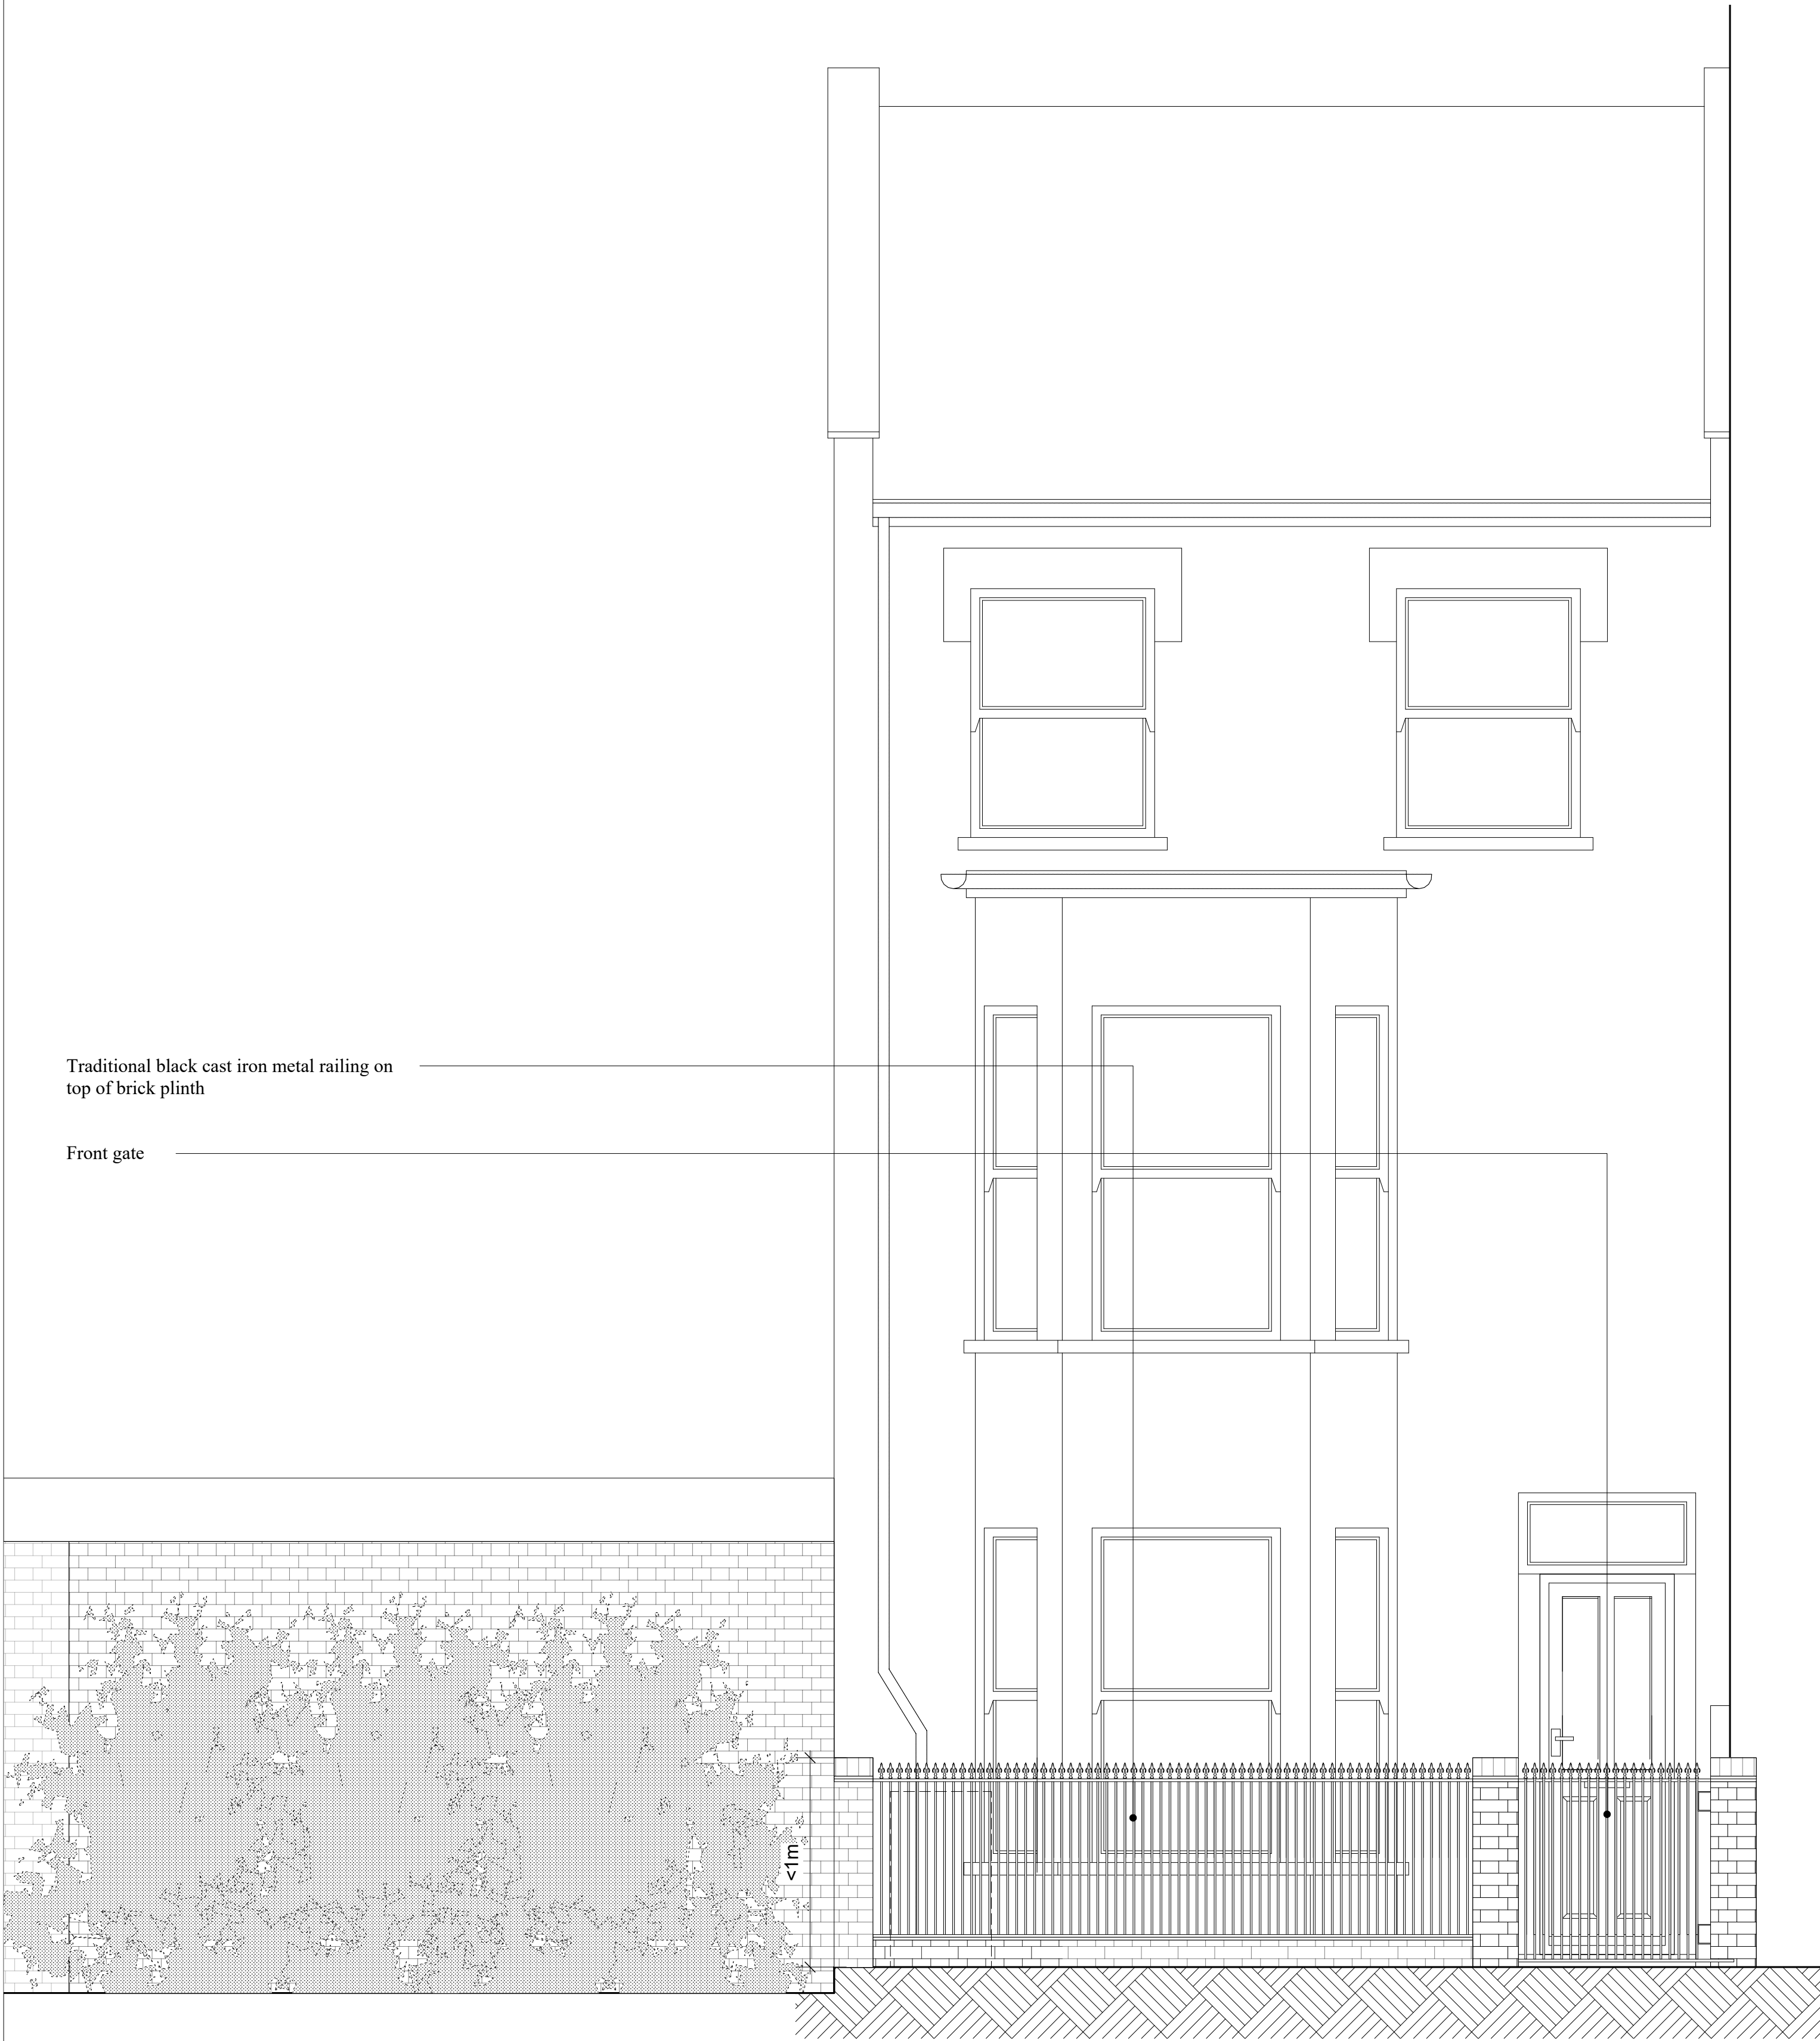 Traditional black cast iron metal railing on
top of brick plinth
Front gate
<1m